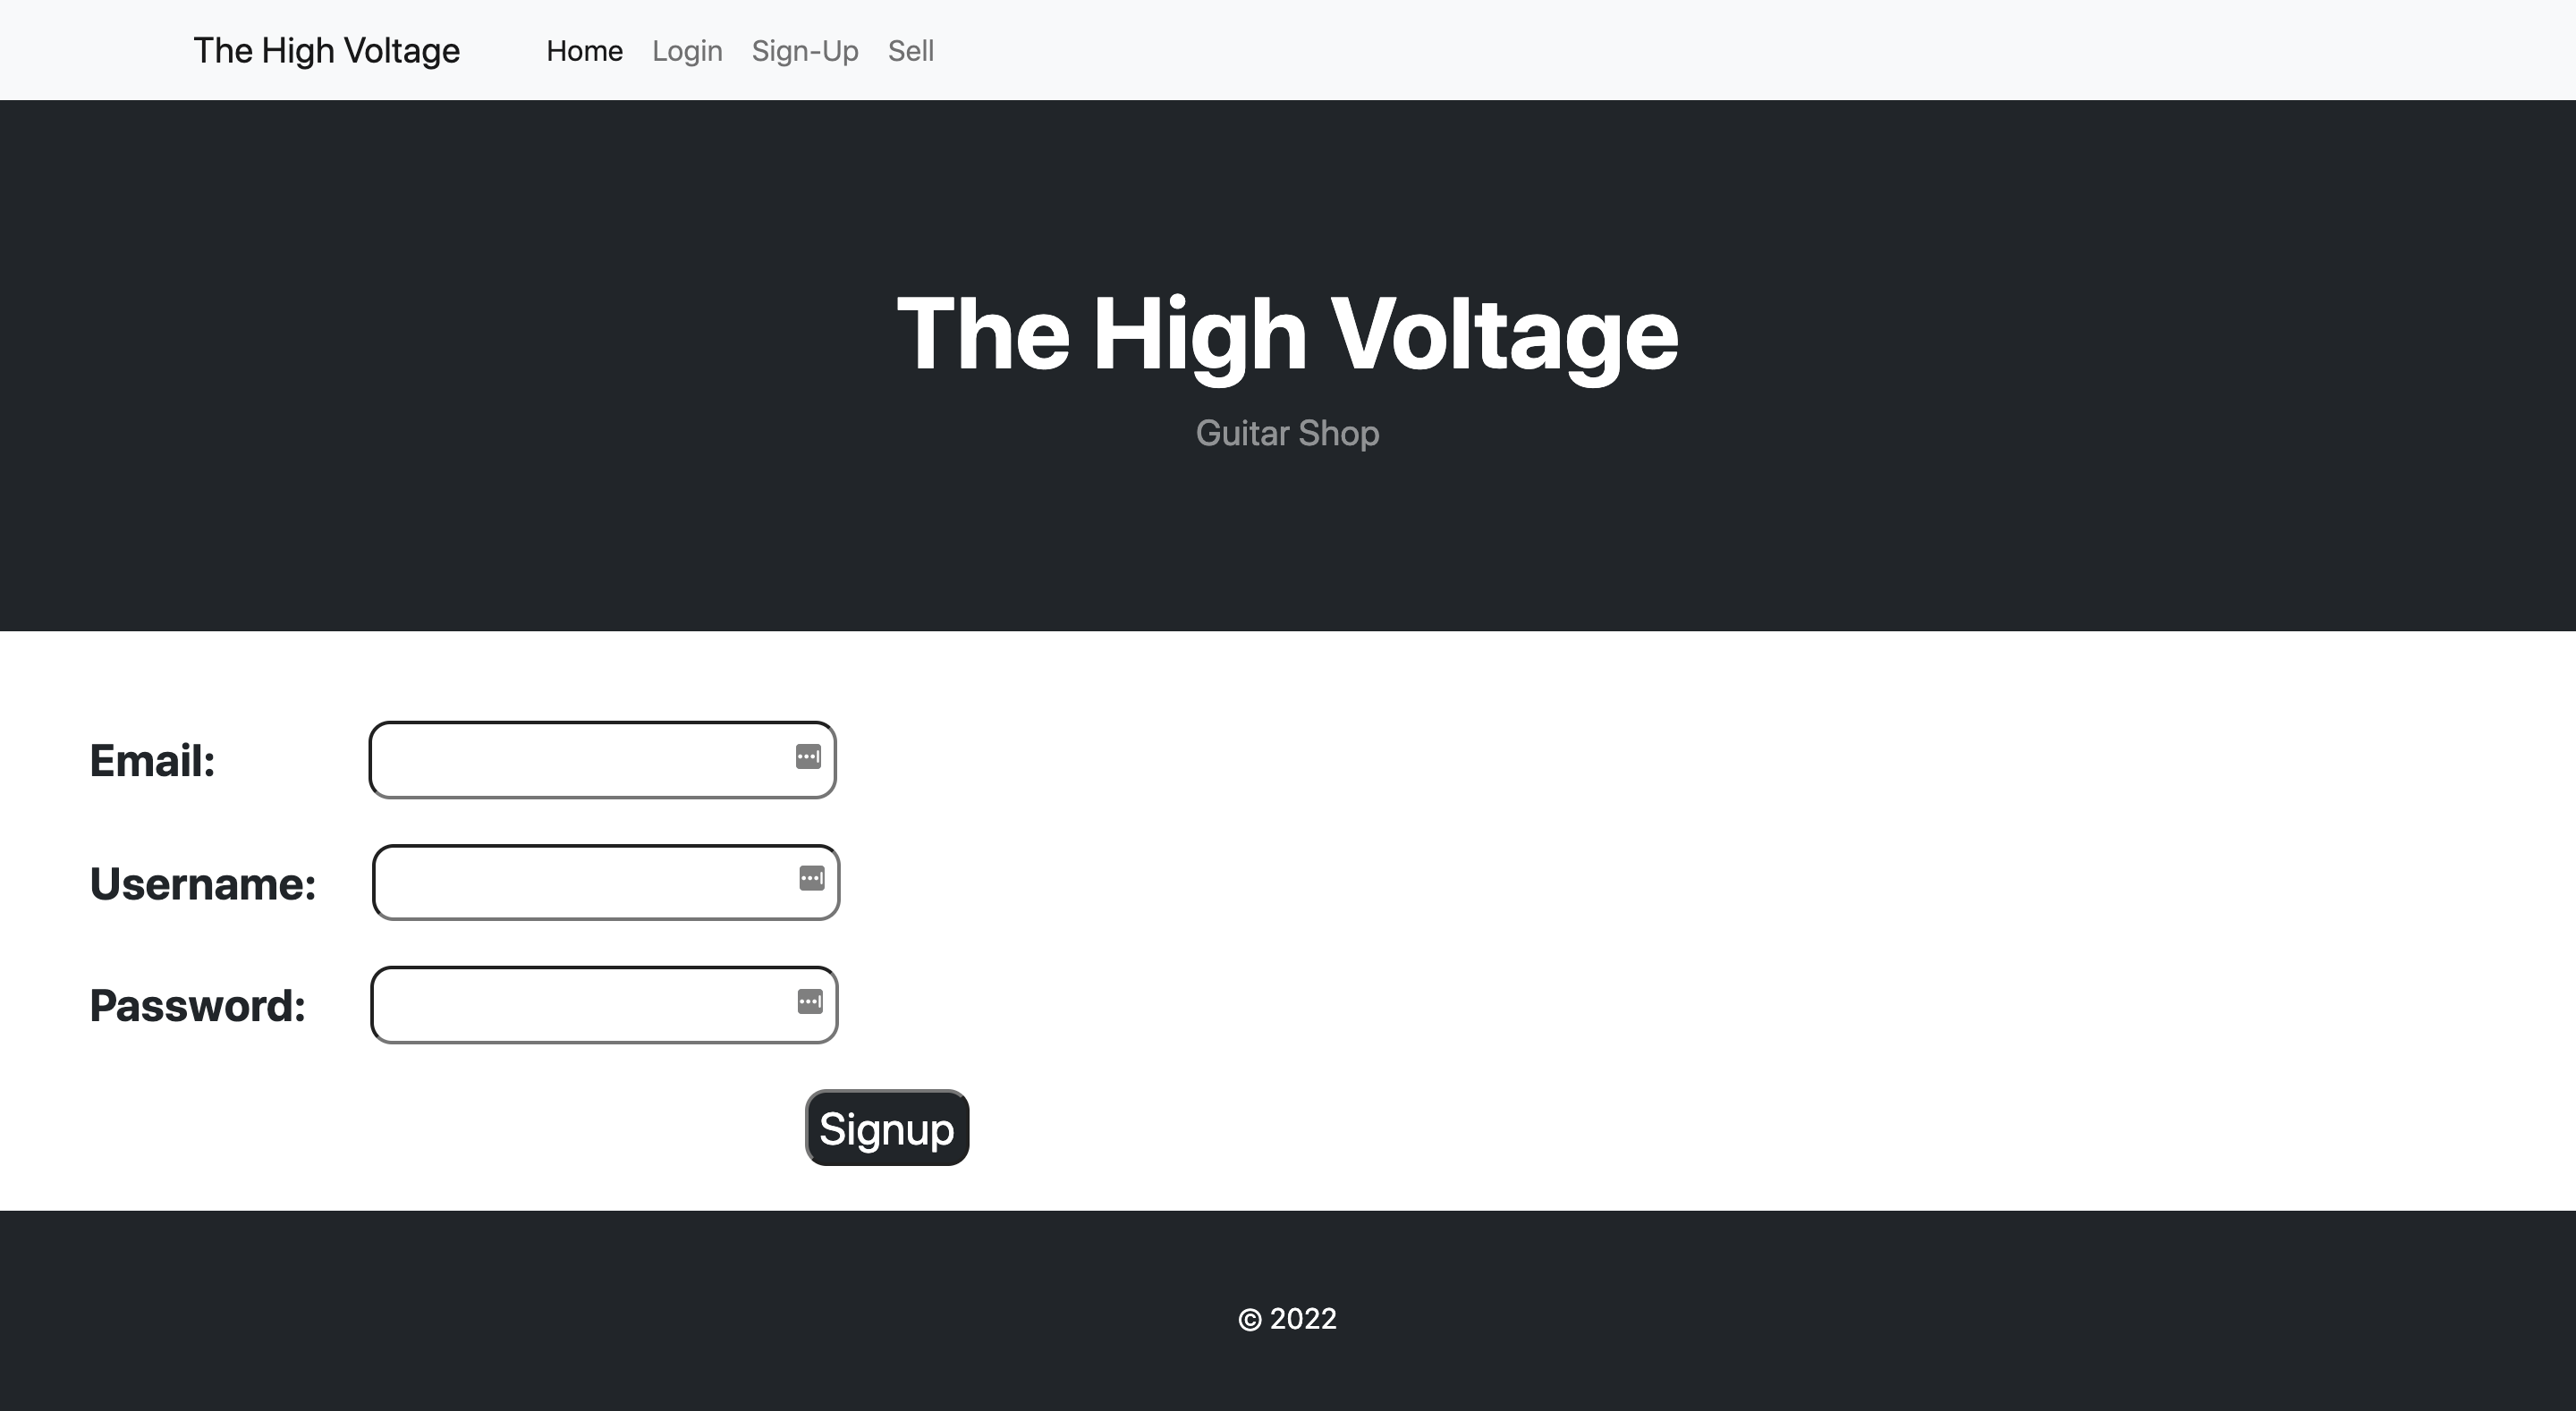 The High Voltage Home Login Sign-Up Sell
The High Voltage
Guitar Shop
Email:
Username:
Password:
Signup
© 2022